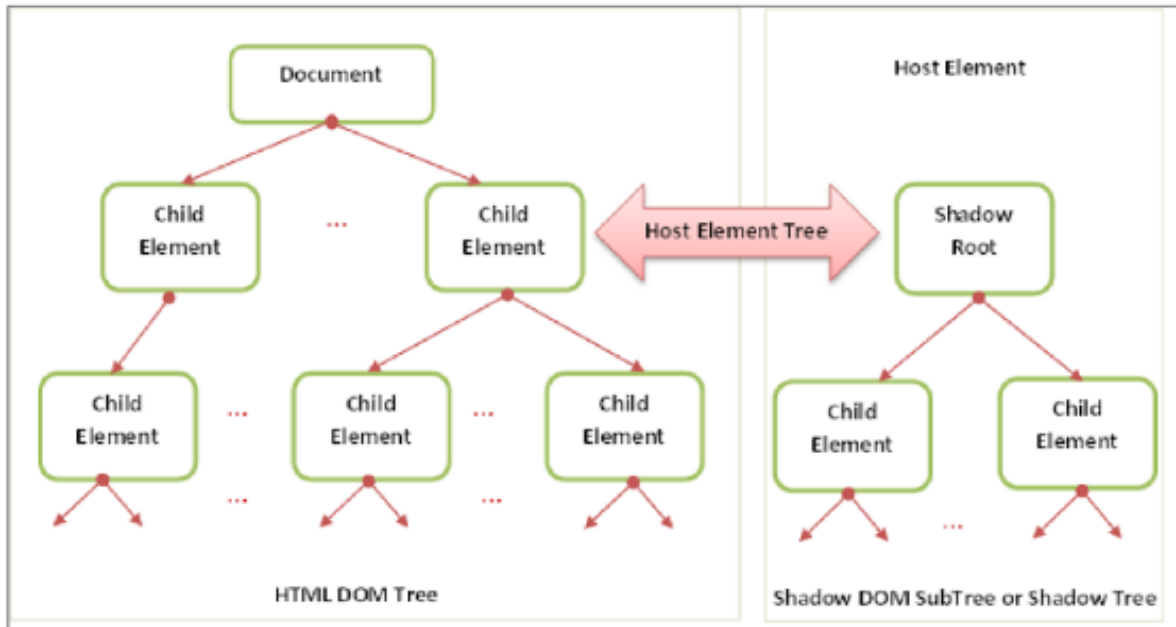 Document
Host Element
Child
Element
...
Child
Element
Host Element Tree
Shadow
Root
Child
Element
...
Child
Element
...
Child
Element
Child
Element
Child
Element
...
...
...
HTML DOM Tree
Shadow DOM SubTree or Shadow Tree